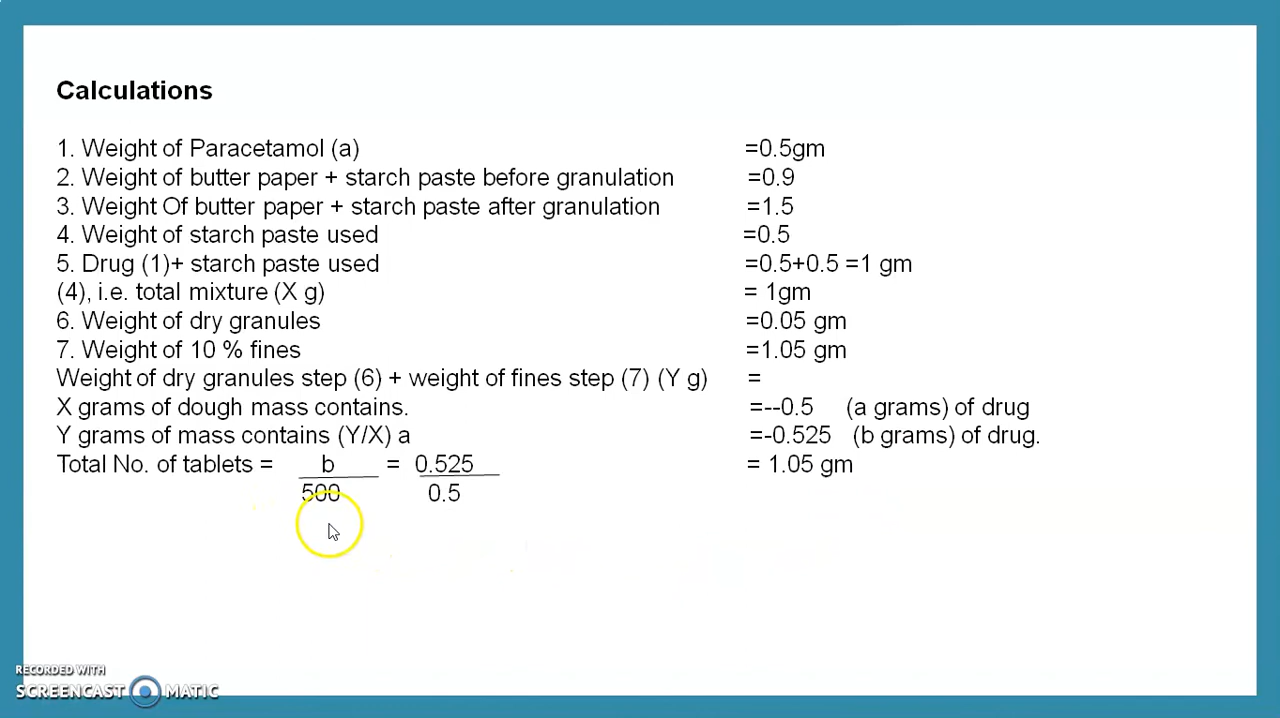 Calculations
1. Weight of Paracetamol (a) =0.5gm
2. Weight of butter paper + starch paste before granulation =0.9
3. Weight Of butter paper + starch paste after granulation =1.5
4. Weight of starch paste used =0.5
5. Drug (1)+ starch paste used =0.5+0.5 =1 gm
(4), i.e. total mixture (X g) = 1gm
6. Weight of dry granules =0.05 gm
7. Weight of 10 % fines =1.05 gm
Weight of dry granules step (6) + weight of fines step (7) (Y g) =
X grams of dough mass contains. =--0.5 (a grams) of drug
Y grams of mass contains (Y/X) a =-0.525 (b grams) of drug.
Total No. of tablets = b = 0.525 = 1.05 gm
500 0.5
RECORDED WITH
SCREENCAST MATIC